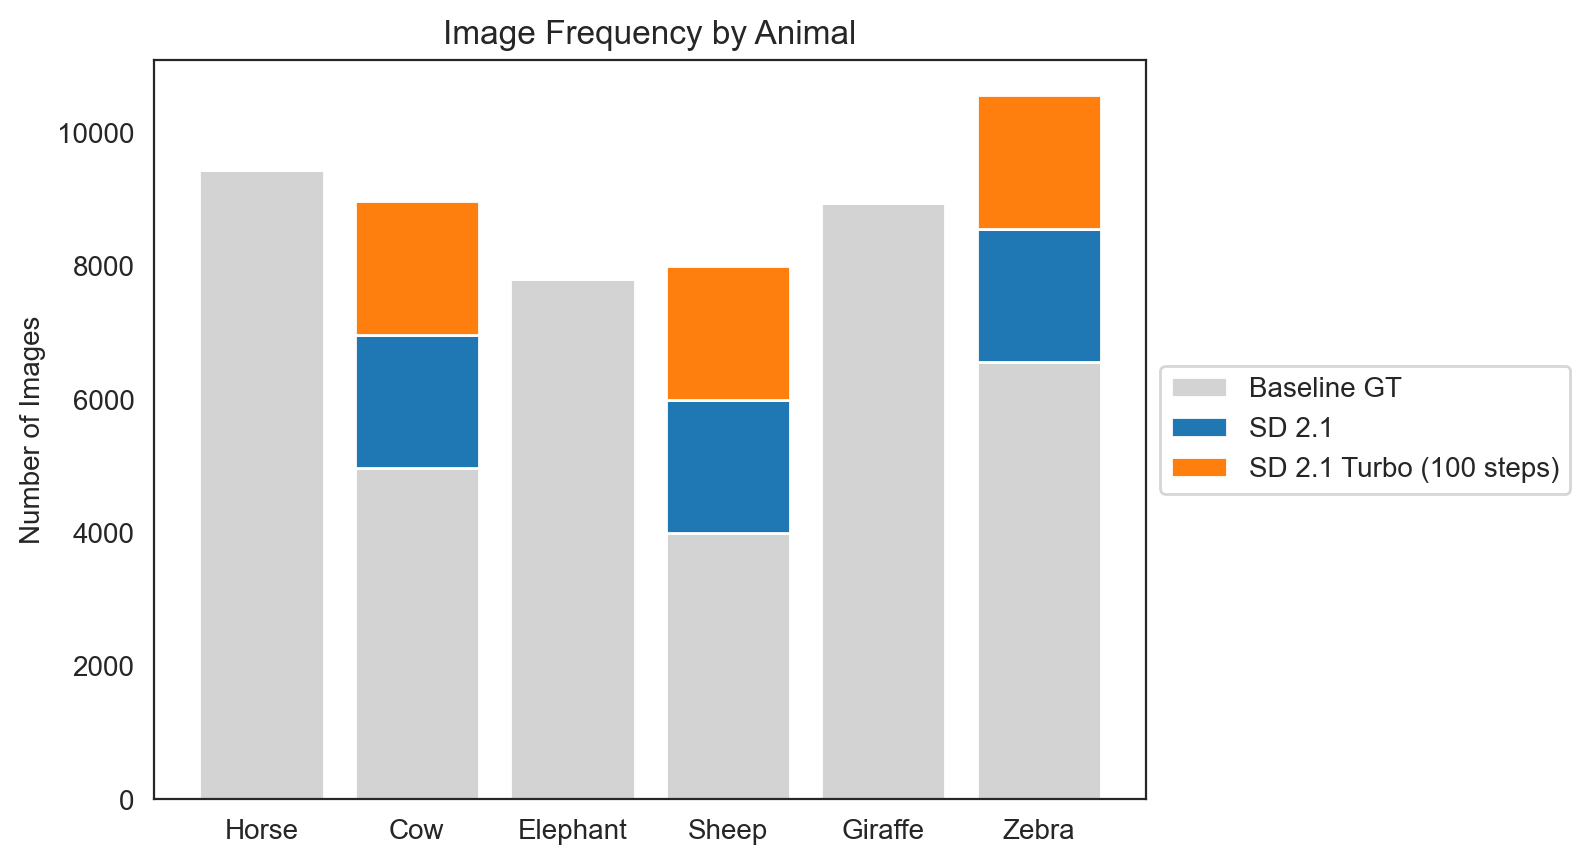 Image Frequency by Animal
Number of Images
10000
8000
6000
4000
2000
0
Horse
Cow
Elephant
Sheep
Giraffe
Zebra
Baseline GT
SD 2.1
SD 2.1 Turbo (100 steps)